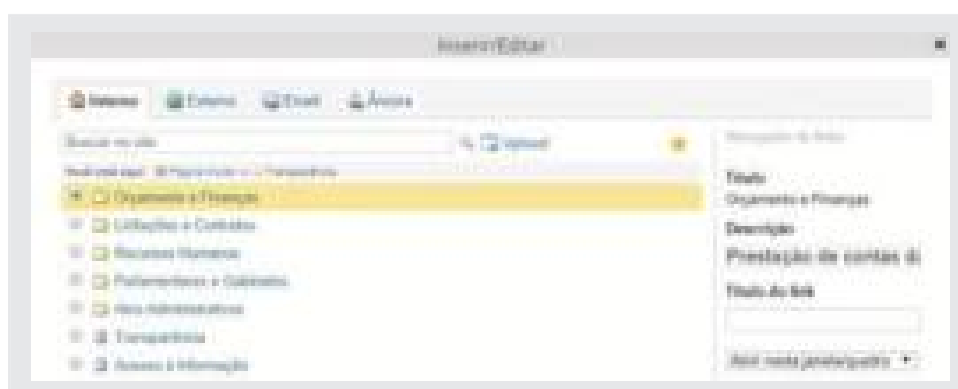 Inserir/Editar
Interno Externo Email Âncora
Buscar no site Upload
Orçamento e Finanças
Licitações e Contratos
Recursos Humanos
Parlamentares e Gabinetes
Atos Administrativos
Transparência
Acesso à Informação
Título
Orçamento e Finanças
Descrição
Prestação de contas d
Título do link
Abrir nesta janela/quadro